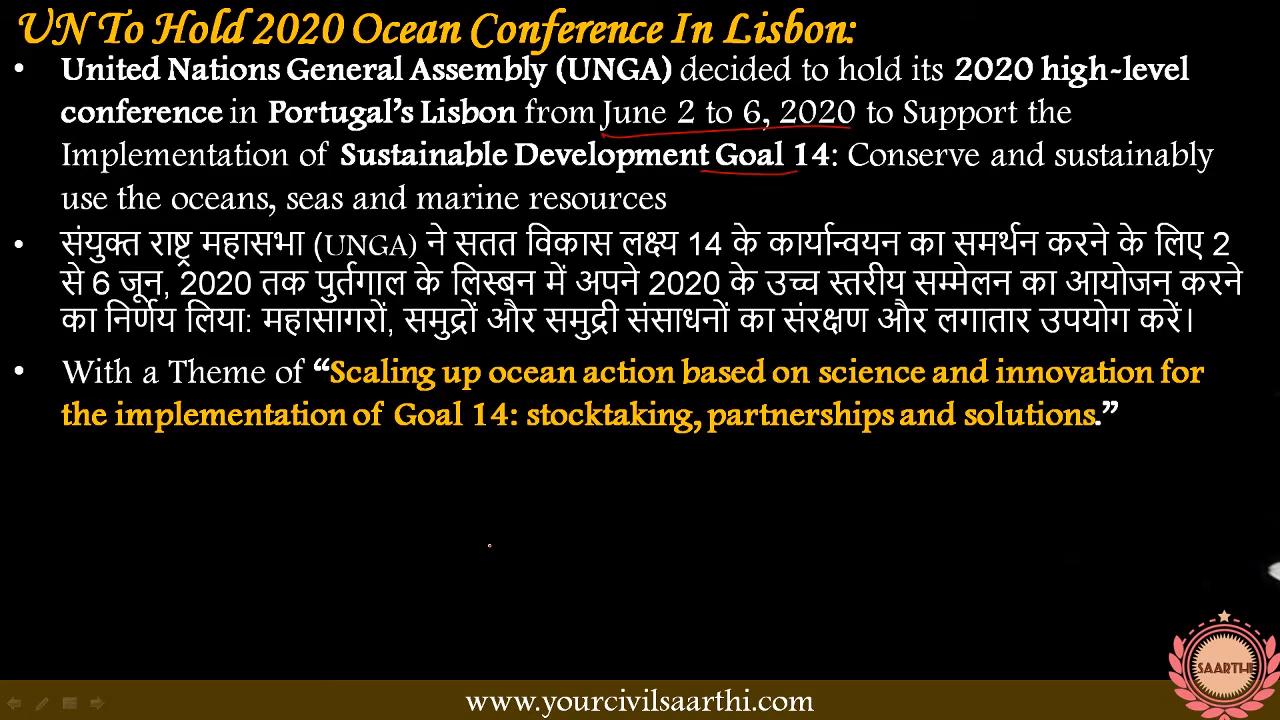 UN To Hold 2020 Ocean Conference In Lisbon:
• United Nations General Assembly (UNGA) decided to hold its 2020 high-level
conference in Portugal's Lisbon from June 2 to 6, 2020 to Support the
Implementation of Sustainable Development Goal 14: Conserve and sustainably
use the oceans, seas and marine resources
• संयुक्त राष्ट्र महासभा (UNGA) ने सतत विकास लक्ष्य 14 के कार्यान्वयन का समर्थन करने के लिए 2
से 6 जून, 2020 तक पुर्तगाल के लिस्बन में अपने 2020 के उच्च स्तरीय सम्मेलन का आयोजन करने
का निर्णय लिया: महासागरों, समुद्रों और समुद्री संसाधनों का संरक्षण और लगातार उपयोग करें।
• With a Theme of “Scaling up ocean action based on science and innovation for
the implementation of Goal 14: stocktaking, partnerships and solutions.”
SAARTHI
www.yourcivilsaarthi.com